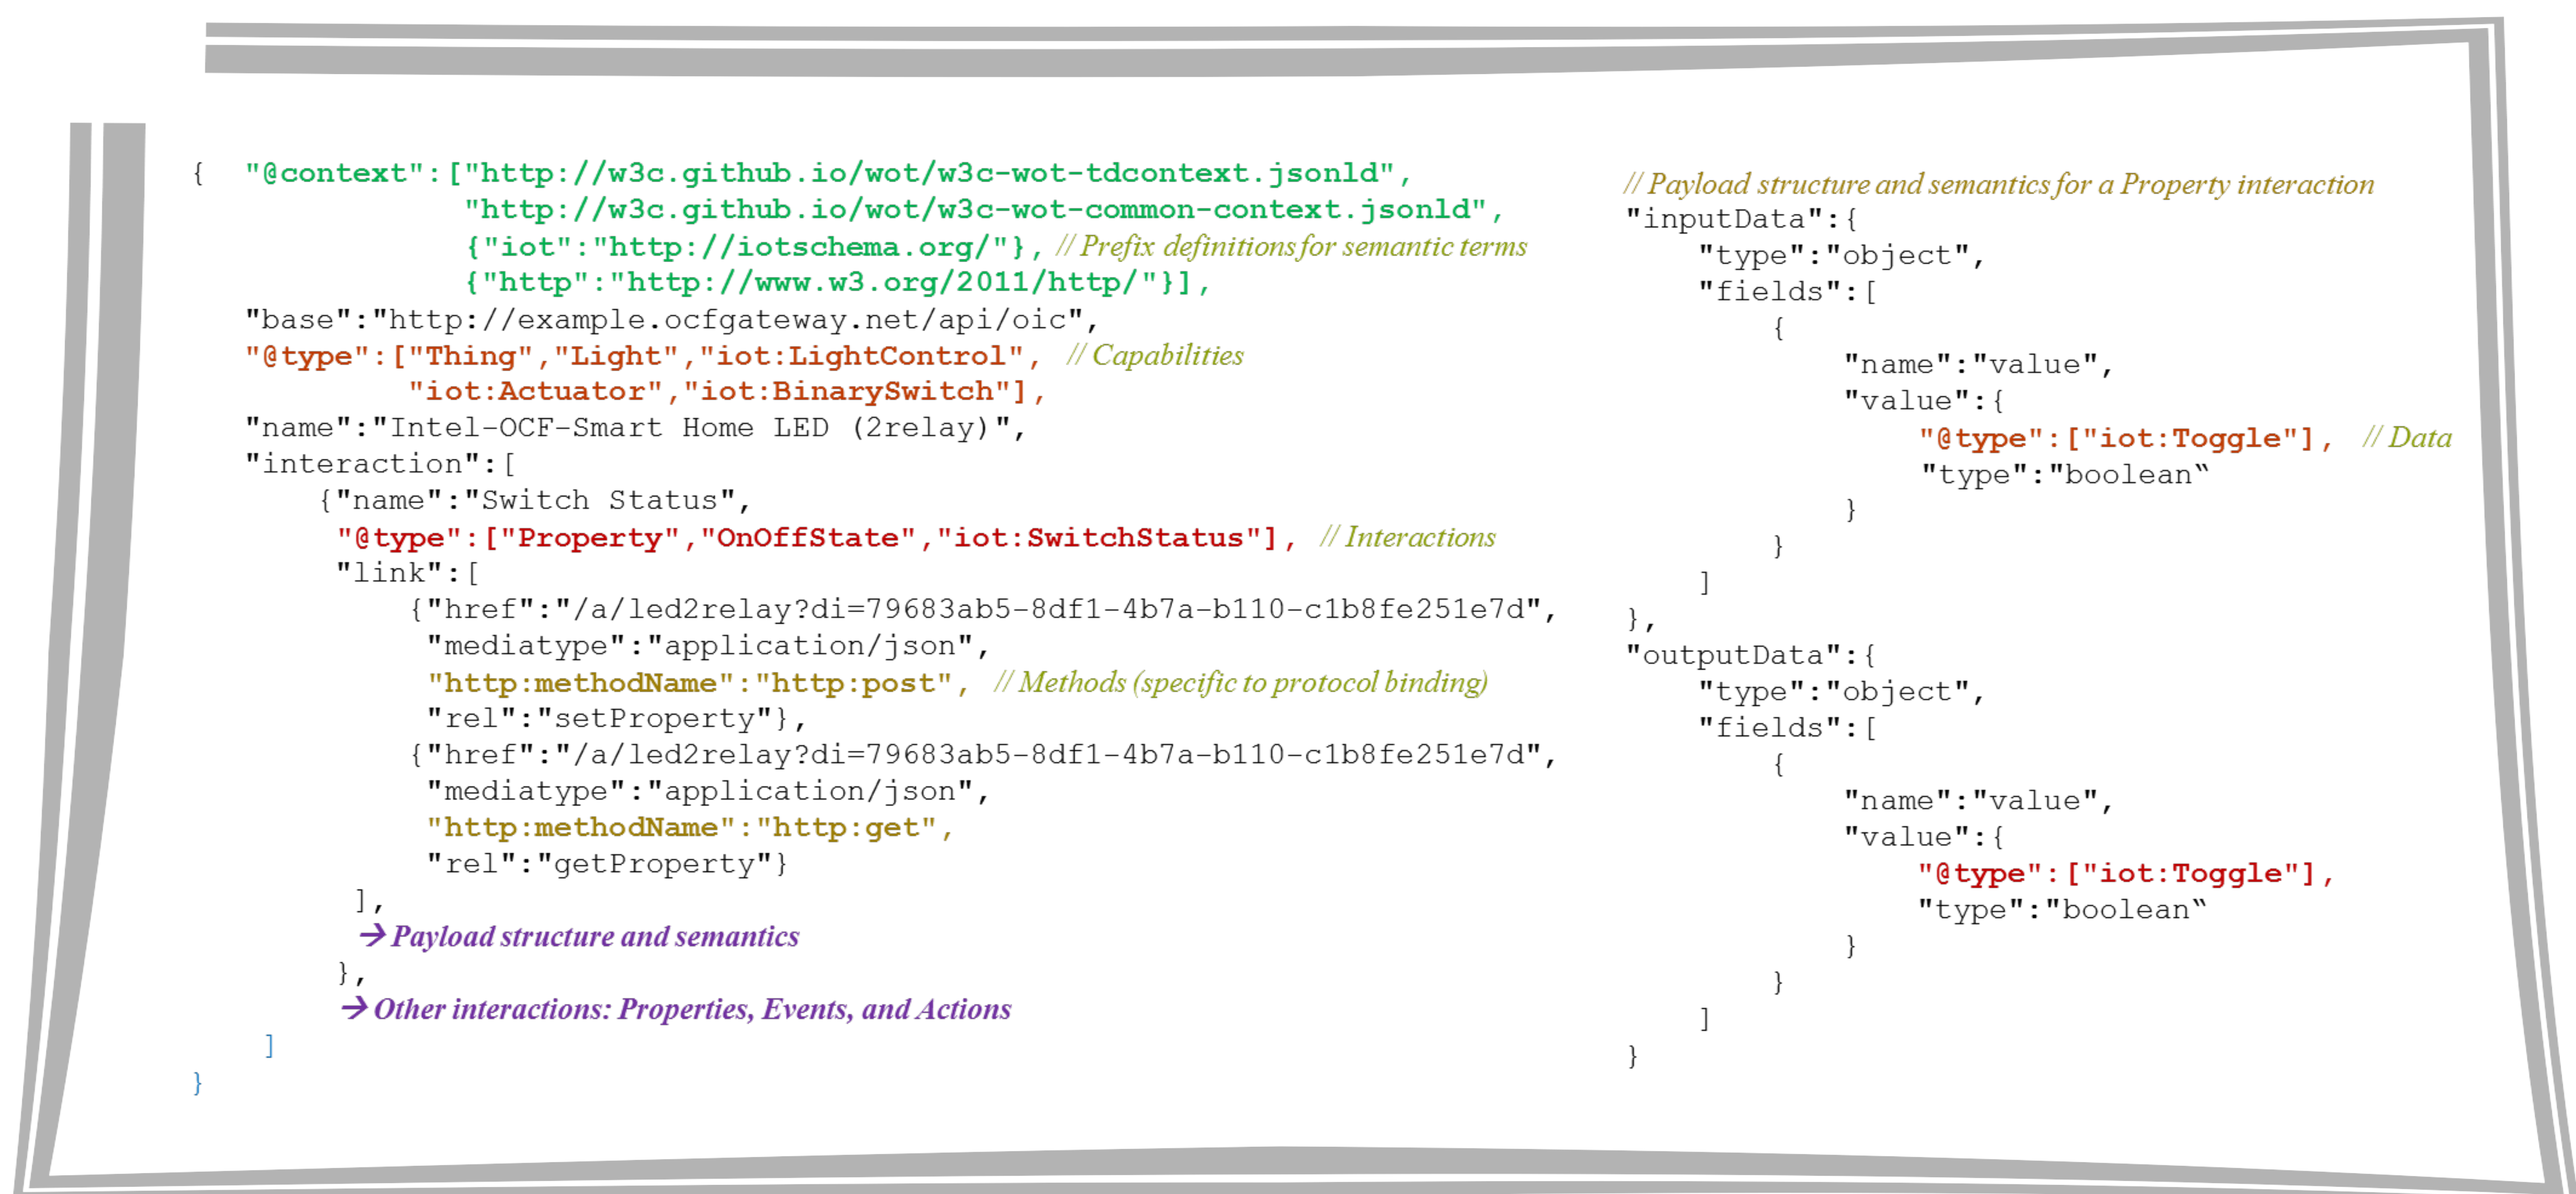 { "@context":["http://w3c.github.io/wot/w3c-wot-tdcontext.jsonld",
"http://w3c.github.io/wot/w3c-wot-common-context.jsonld",
{"iot":"http://iotschema.org/"}, // Prefix definitions for semantic terms
{"http":"http://www.w3.org/2011/http/"}],
"base":"http://example.ocfgateway.net/api/oic",
"@type":["Thing","Light","iot:LightControl", // Capabilities
"iot:Actuator","iot:BinarySwitch"],
"name":"Intel-OCF-Smart Home LED (2relay)",
"interaction":[
{"name":"Switch Status",
"@type":["Property","OnOffState","iot:SwitchStatus"], // Interactions
"link":[
{"href":"/a/led2relay?di=79683ab5-8df1-4b7a-b110-c1b8fe251e7d",
"mediatype":"application/json",
"http:methodName":"http:post", // Methods (specific to protocol binding)
"rel":"setProperty"},
{"href":"/a/led2relay?di=79683ab5-8df1-4b7a-b110-c1b8fe251e7d",
"mediatype":"application/json",
"http:methodName":"http:get",
"rel":"getProperty"}
],
→ Payload structure and semantics
},
→ Other interactions: Properties, Events, and Actions
]
}
// Payload structure and semantics for a Property interaction
"inputData":{
"type":"object",
"fields":[
{
"name":"value",
"value":{
"@type":["iot:Toggle"], // Data
"type":"boolean“
}
}
]
},
"outputData":{
"type":"object",
"fields":[
{
"name":"value",
"value":{
"@type":["iot:Toggle"],
"type":"boolean“
}
}
]
}